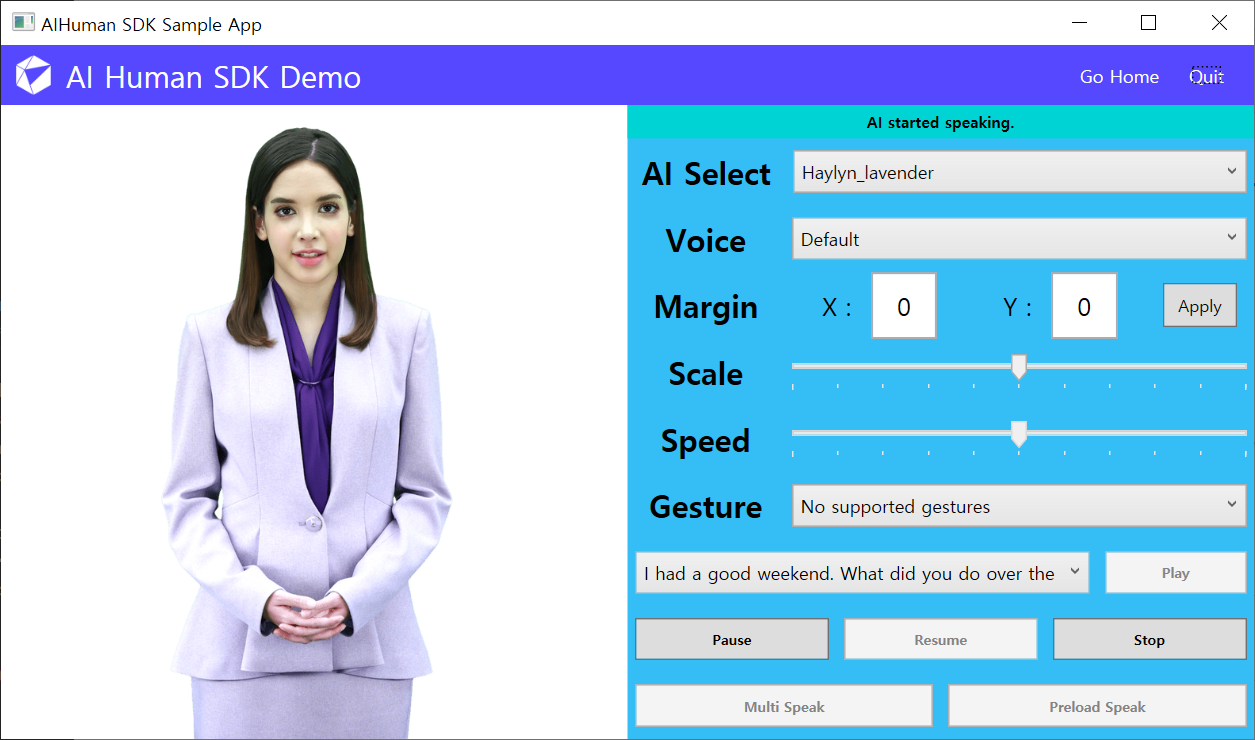 AIHuman SDK Sample App
AI Human SDK Demo
Go Home
Quit
AI started speaking.
AI Select
Haylyn_lavender
Voice
Default
Margin
X :
0
Y :
0
Apply
Scale
Speed
Gesture
No supported gestures
I had a good weekend. What did you do over the
Play
Pause
Resume
Stop
Multi Speak
Preload Speak